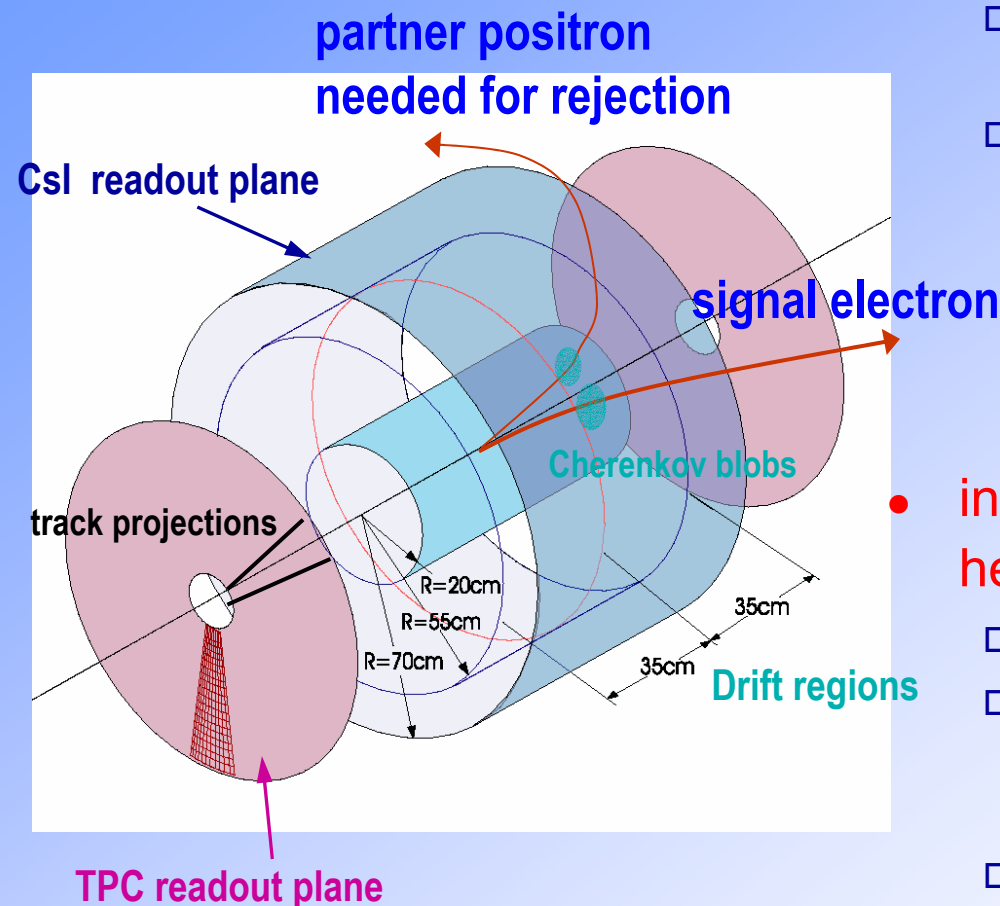 partner positron
needed for rejection
CsI readout plane
signal electron
Cherenkov blobs
track projections
in
he
R=20cm
R=55cm
R=70cm
35cm
35cm
Drift regions
TPC readout plane